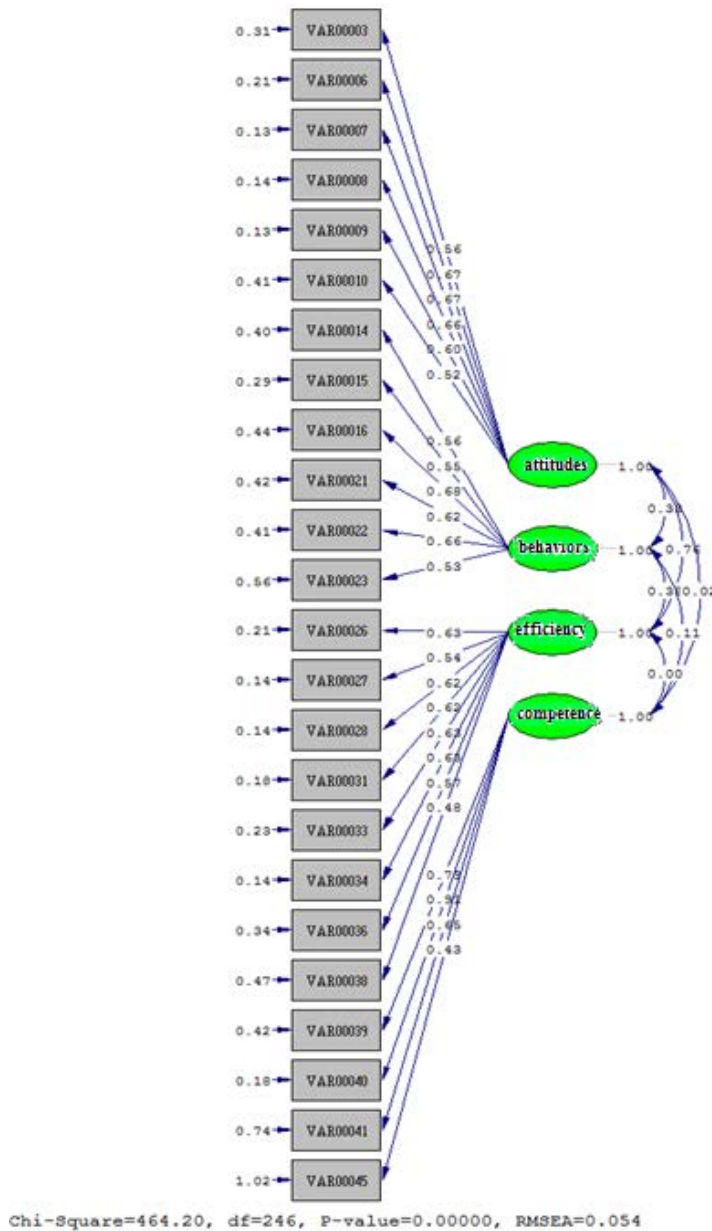 0.31 VAR00003
0.21 VAR00006
0.13 VAR00007
0.14 VAR00008
0.13 VAR00009
0.56
0.41 VAR00010
0.67
0.67
0.40 VAR00014
0.66
0.60
0.29 VAR00015
0.52
0.44 VAR00016
0.56
attitudes 1.00
0.55
0.42 VAR00021
0.68
0.62
0.41 VAR00022
0.66
behaviors 1.00
0.76
0.56 VAR00023
0.53
0.02
0.21 VAR00026
0.63
efficiency 1.00
0.11
0.14 VAR00027
0.54
0.62
0.00
0.14 VAR00028
0.62
competence 1.00
0.63
0.18 VAR00031
0.57
0.48
0.23 VAR00033
0.14 VAR00034
0.34 VAR00036
0.65
0.43
0.47 VAR00038
0.42 VAR00039
0.18 VAR00040
0.74 VAR00041
1.02 VAR00045
Chi-Square=464.20, df=246, P-value=0.00000, RMSEA=0.054